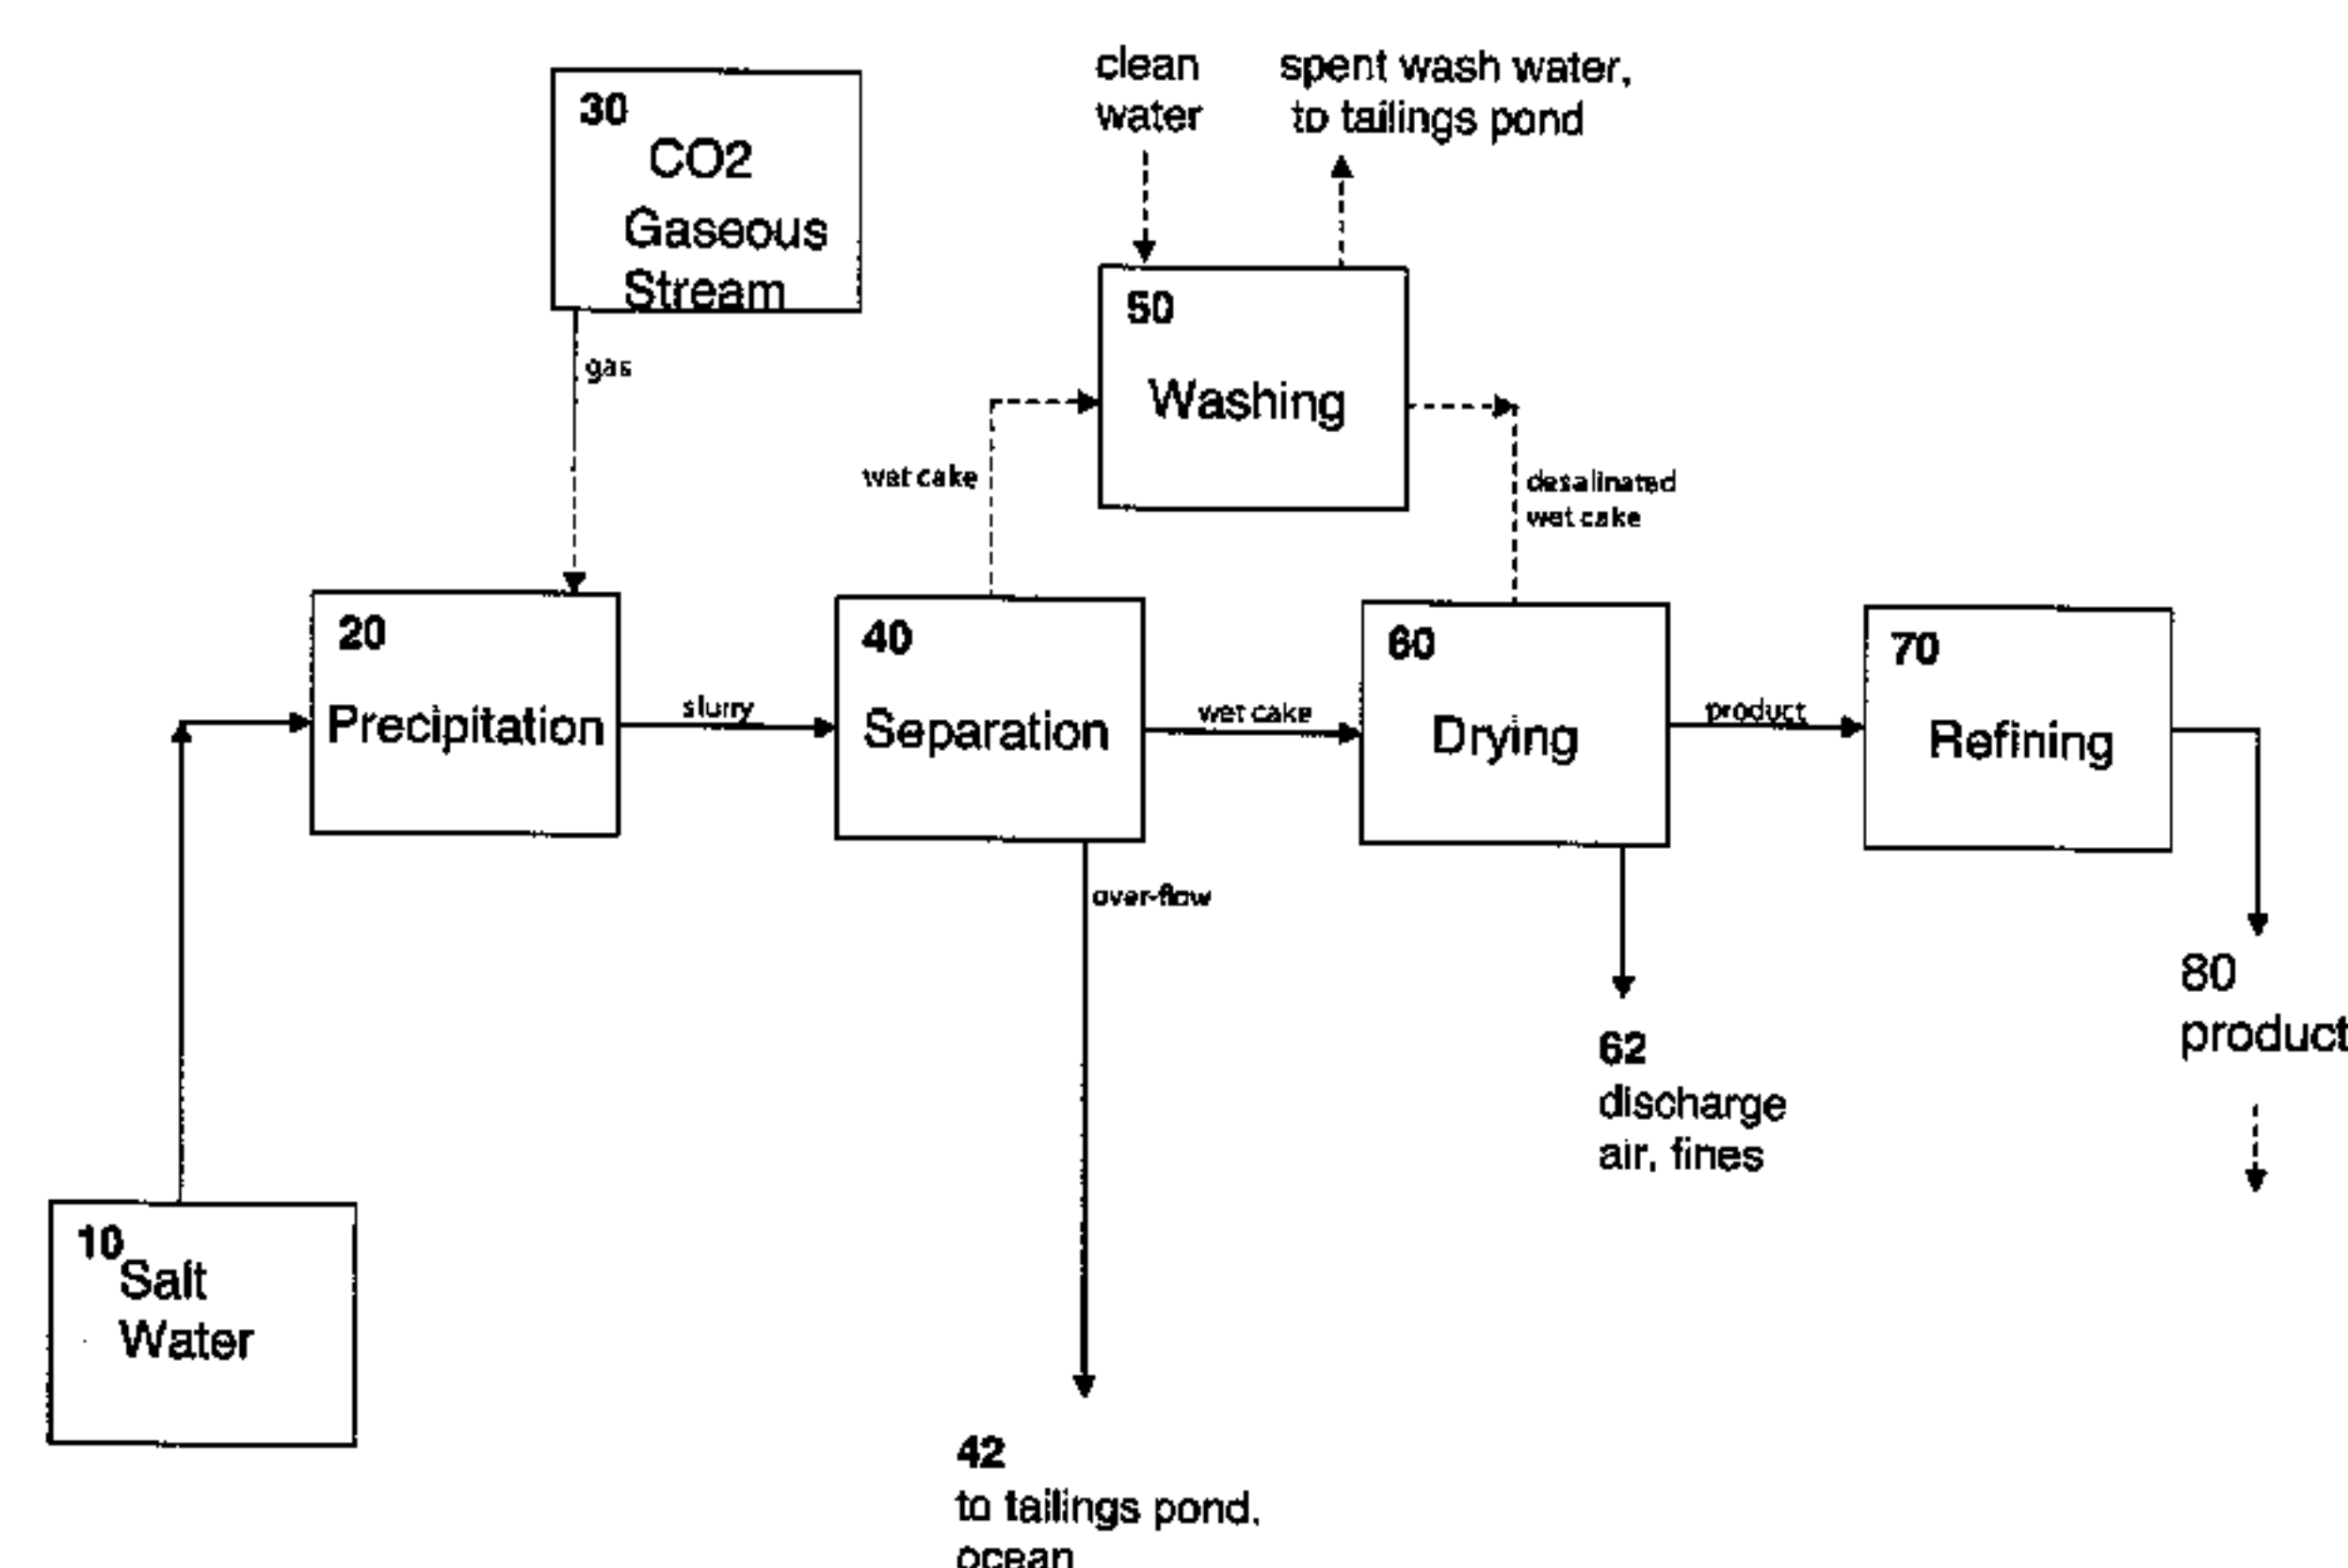 clean
water
spent wash water,
to tailings pond
30
CO2
Gaseous
Stream
gas
50
Washing
wet cake
desalinated
wet cake
20
Precipitation
slurry
40
Separation
wet cake
60
Drying
product
70
Refining
over-flow
80
product
62
discharge
air, fines
10
Salt
Water
42
to tailings pond,
ocean